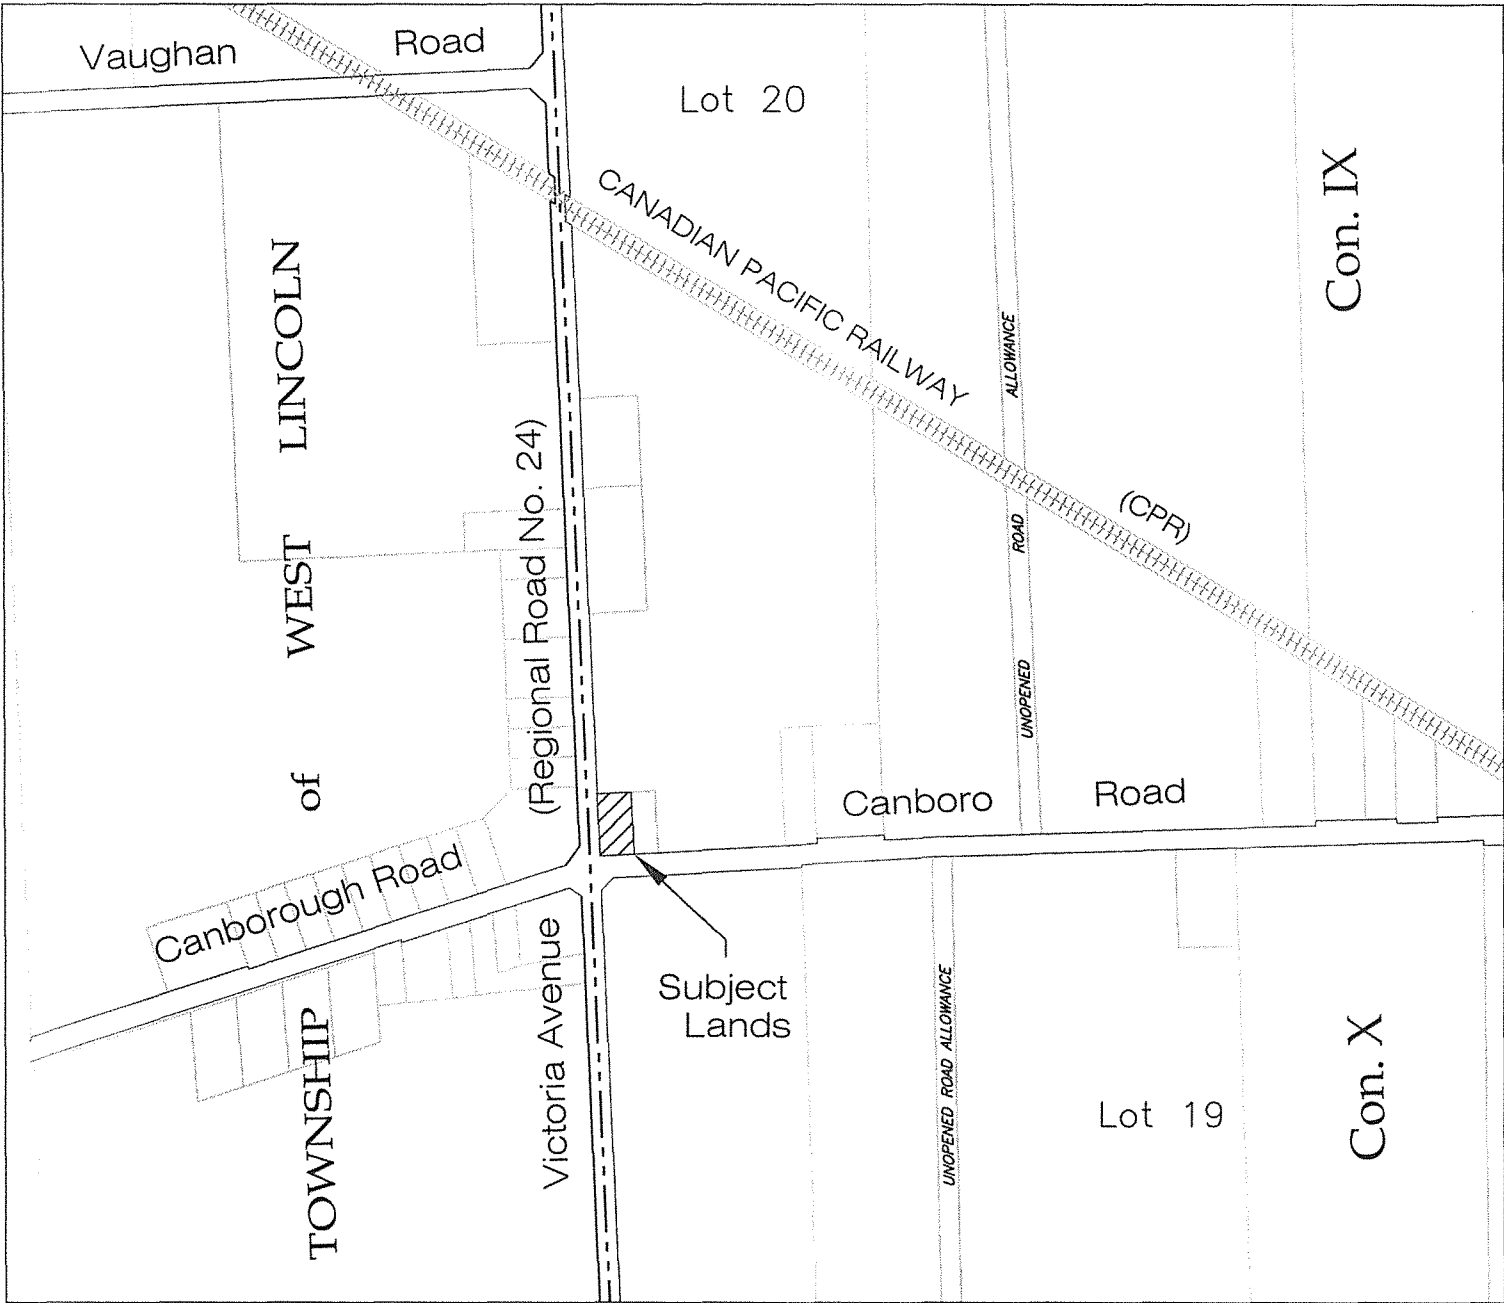 Vaughan Road
Lot 20
CANADIAN PACIFIC RAILWAY
(CPR)
Con. IX
TOWNSHIP of WEST LINCOLN
(Regional Road No. 24)
Victoria Avenue
UNOPENED ROAD ALLOWANCE
Canboro Road
Canborough Road
Subject
Lands
UNOPENED ROAD ALLOWANCE
Lot 19
Con. X